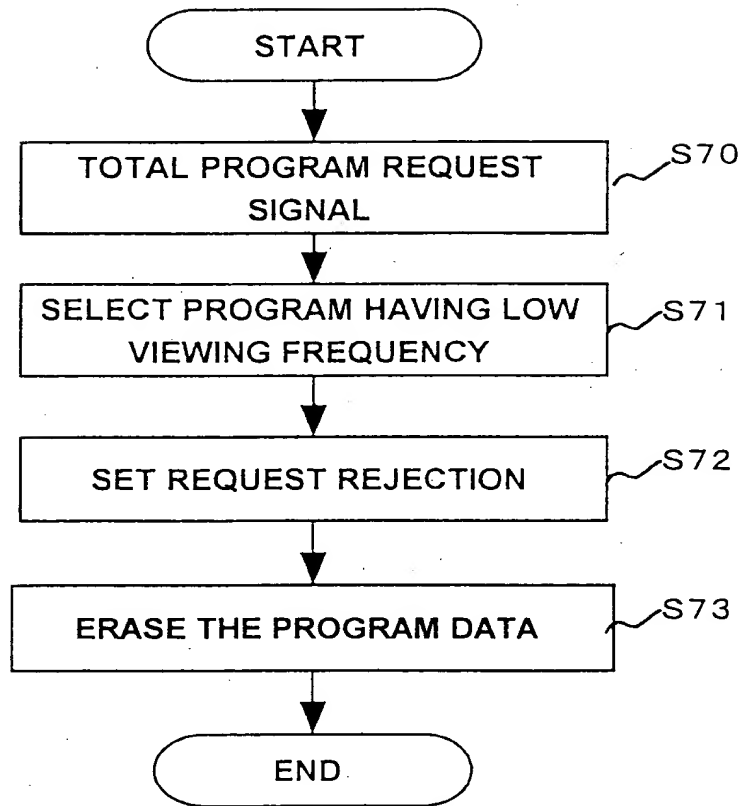 START
TOTAL PROGRAM REQUEST
SIGNAL
S70
SELECT PROGRAM HAVING LOW
VIEWING FREQUENCY
S71
SET REQUEST REJECTION
S72
ERASE THE PROGRAM DATA
S73
END